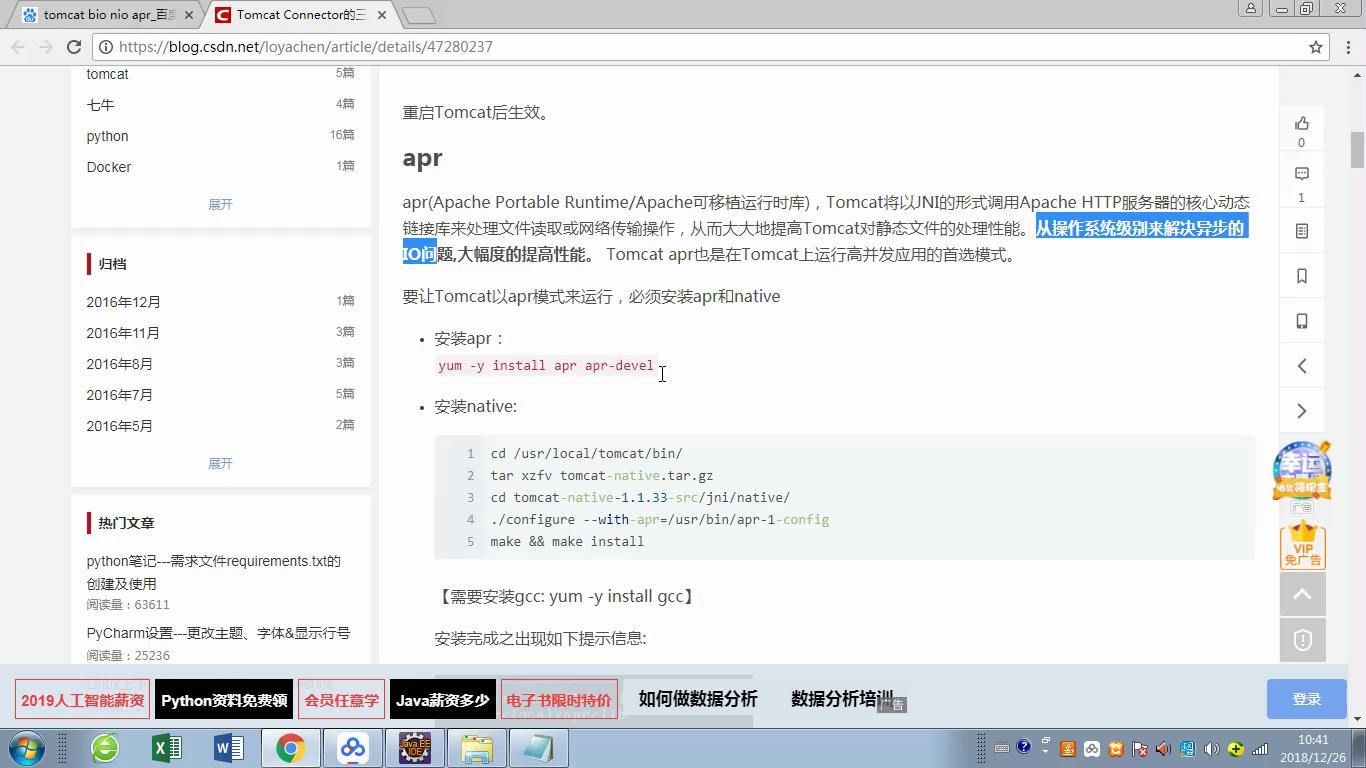 tomcat bio nio apr_百
Tomcat Connector的三
https://blog.csdn.net/loyachen/article/details/47280237
tomcat 5篇
七牛 4篇
python 16篇
Docker 1篇
展开
归档
2016年12月 1篇
2016年11月 3篇
2016年8月 3篇
2016年7月 5篇
2016年5月 2篇
展开
热门文章
python笔记---需求文件requirements.txt的
创建及使用
阅读量：63611
PyCharm设置---更改主题、字体&显示行号
阅读量：25236
重启Tomcat后生效。
apr
apr(Apache Portable Runtime/Apache可移植运行时库)，Tomcat将以JNI的形式调用Apache HTTP服务器的核心动态
链接库来处理文件读取或网络传输操作，从而大大地提高Tomcat对静态文件的处理性能。从操作系统级别来解决异步的
IO问题,大幅度的提高性能。 Tomcat apr也是在Tomcat上运行高并发应用的首选模式。
要让Tomcat以apr模式来运行，必须安装apr和native
• 安装apr：
yum -y install apr apr-devel
• 安装native:
1 cd /usr/local/tomcat/bin/
2 tar xzfv tomcat-native.tar.gz
3 cd tomcat-native-1.1.33-src/jni/native/
4 ./configure --with-apr=/usr/bin/apr-1-config
5 make && make install
【需要安装gcc: yum -y install gcc】
安装完成之出现如下提示信息:
0
1
幸运
广告
VIP
免广告
2019人工智能薪资 Python资料免费领 会员任意学 Java薪资多少 电子书限时特价 如何做数据分析 数据分析培训 广告 登录
Java EE
IDE
10:41
2018/12/26